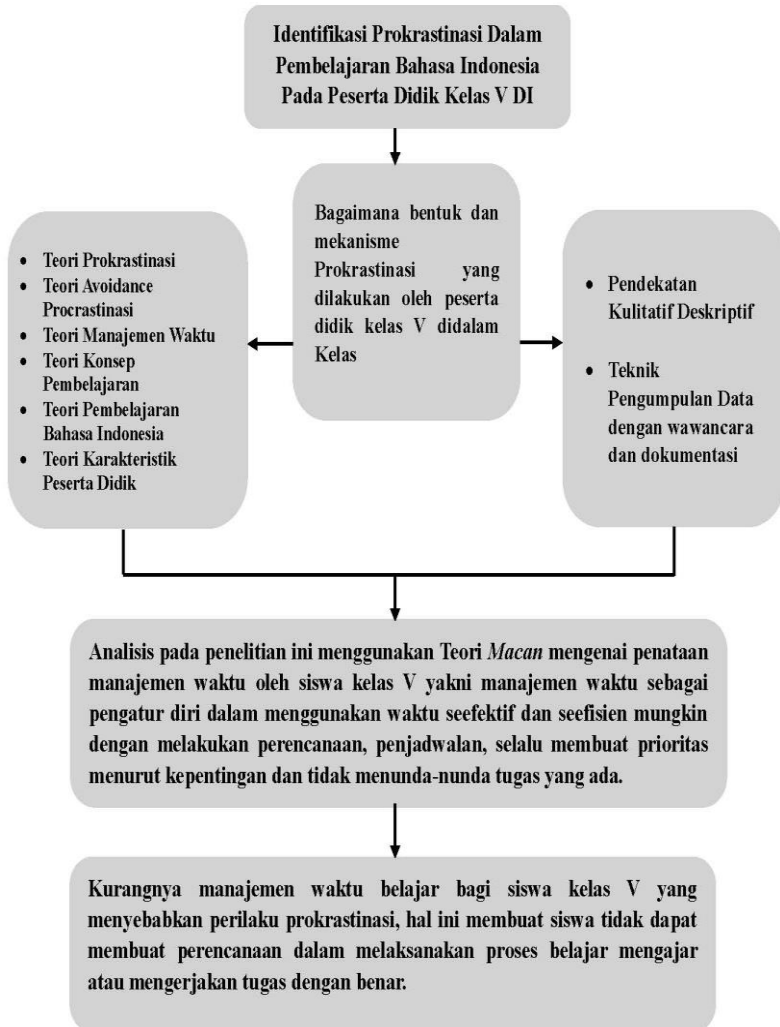 Identifikasi Prokrastinasi Dalam
Pembelajaran Bahasa Indonesia
Pada Peserta Didik Kelas V DI
Bagaimana bentuk dan
mekanisme
Prokrastinasi yang
dilakukan oleh peserta
didik kelas V didalam
Kelas
• Teori Prokrastinasi
• Teori Avoidance
Procrastinasi
• Teori Manajemen Waktu
• Teori Konsep
Pembelajaran
• Teori Pembelajaran
Bahasa Indonesia
• Teori Karakteristik
Peserta Didik
• Pendekatan
Kulitatif Deskriptif
• Teknik
Pengumpulan Data
dengan wawancara
dan dokumentasi
Analisis pada penelitian ini menggunakan Teori Macan mengenai penataan
manajemen waktu oleh siswa kelas V yakni manajemen waktu sebagai
pengatur diri dalam menggunakan waktu seefektif dan seefisien mungkin
dengan melakukan perencanaan, penjadwalan, selalu membuat prioritas
menurut kepentingan dan tidak menunda-nunda tugas yang ada.
Kurangnya manajemen waktu belajar bagi siswa kelas V yang
menyebabkan perilaku prokrastinasi, hal ini membuat siswa tidak dapat
membuat perencanaan dalam melaksanakan proses belajar mengajar
atau mengerjakan tugas dengan benar.